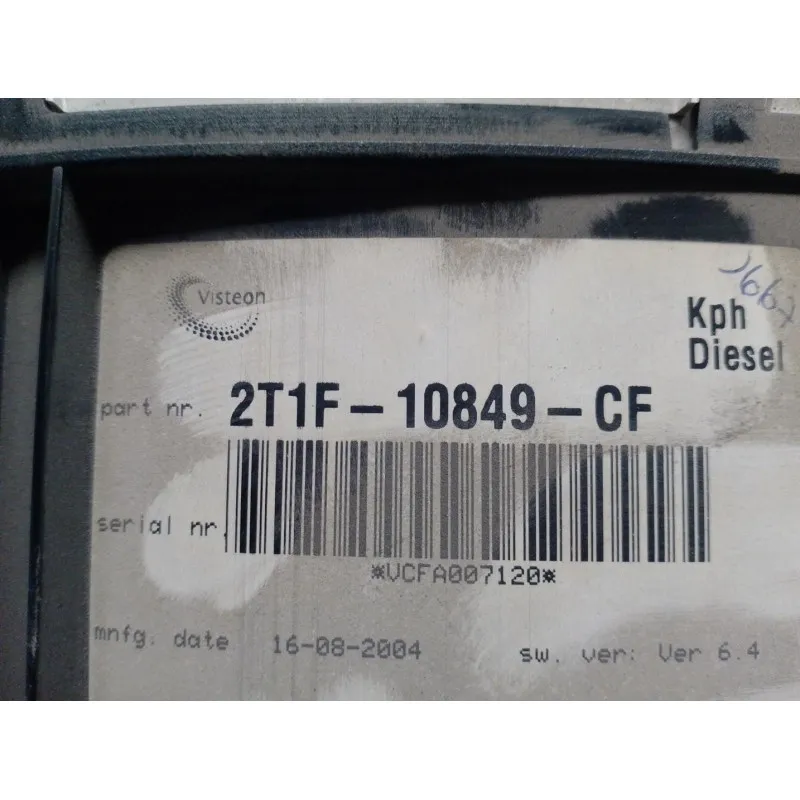 Visteon
Kph
Diesel
part nr. 2T1F-10849-CF
serial nr.
*VCFA007120*
mnfg. date 16-08-2004 sw. ver: Ver 6.4